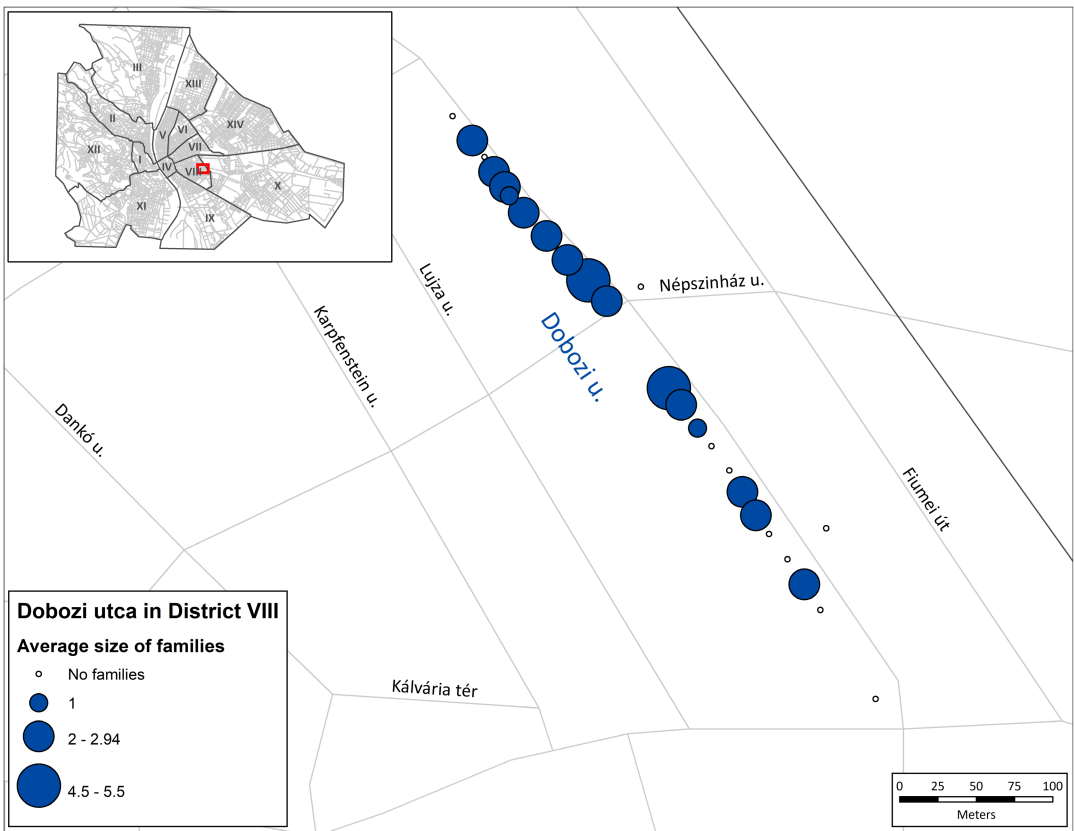 III
XIII
II
VI
XIV
V
VII
XII
I
IV
VIII
X
XI
IX
Népszinház u.
Lujza u.
Karpfenstein u.
Dobozi u.
Dankó u.
Fiumei út
Kálvária tér
Dobozi utca in District VIII
Average size of families
No families
1
2 - 2.94
4.5 - 5.5
0 25 50 75 100
Meters